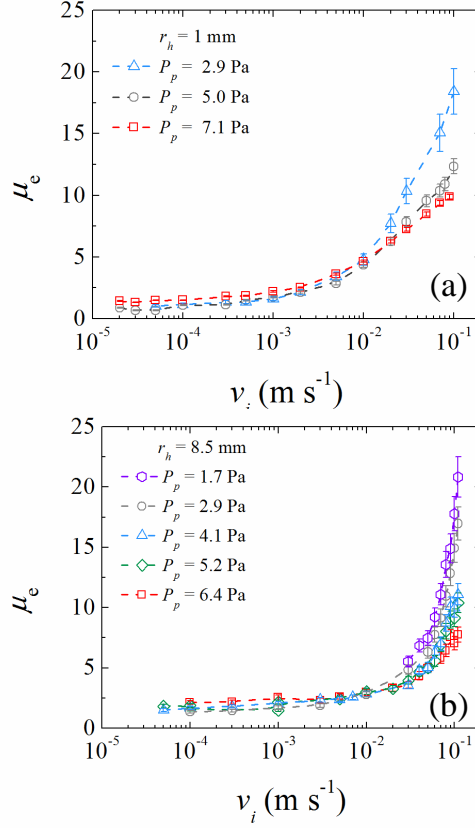 25
20
15
10
5
0
μe
rh = 1 mm
Pp = 2.9 Pa
Pp = 5.0 Pa
Pp = 7.1 Pa
(a)
10-5 10-4 10-3 10-2 10-1
vi (m s-1)
25
20
15
10
5
0
μe
rh = 8.5 mm
Pp = 1.7 Pa
Pp = 2.9 Pa
Pp = 4.1 Pa
Pp = 5.2 Pa
Pp = 6.4 Pa
(b)
10-5 10-4 10-3 10-2 10-1
vi (m s-1)